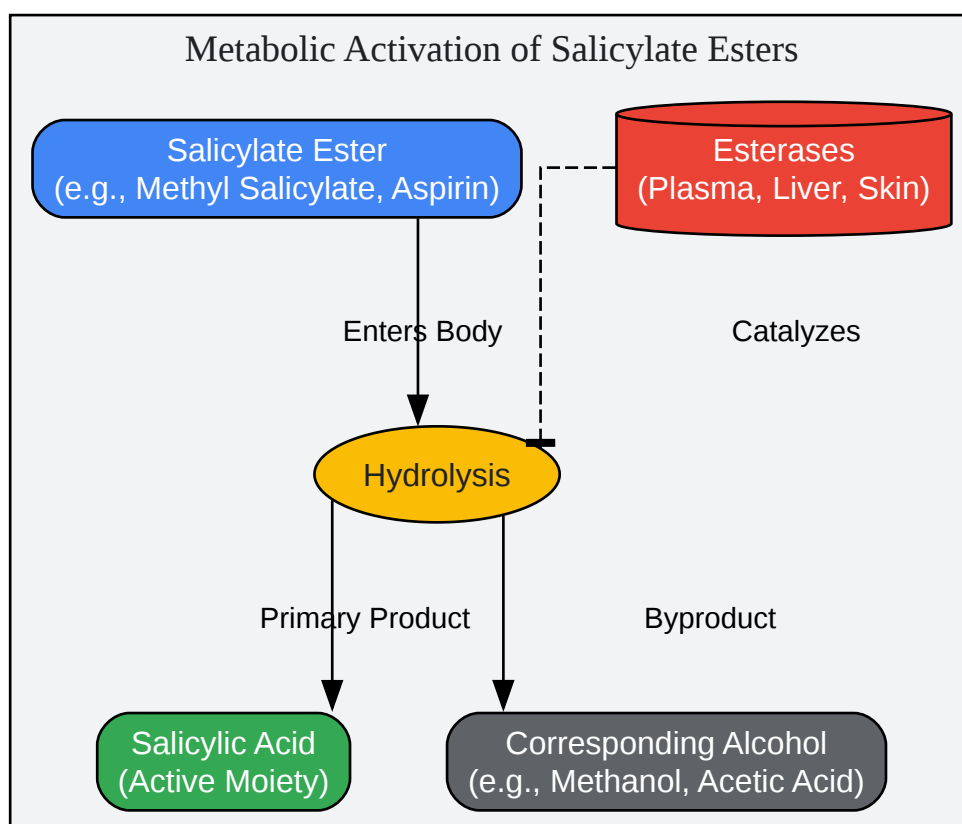 Metabolic Activation of Salicylate Esters
Salicylate Ester
(e.g., Methyl Salicylate, Aspirin)
Esterases
(Plasma, Liver, Skin)
Enters Body
Catalyzes
Hydrolysis
Primary Product
Byproduct
Salicylic Acid
(Active Moiety)
Corresponding Alcohol
(e.g., Methanol, Acetic Acid)